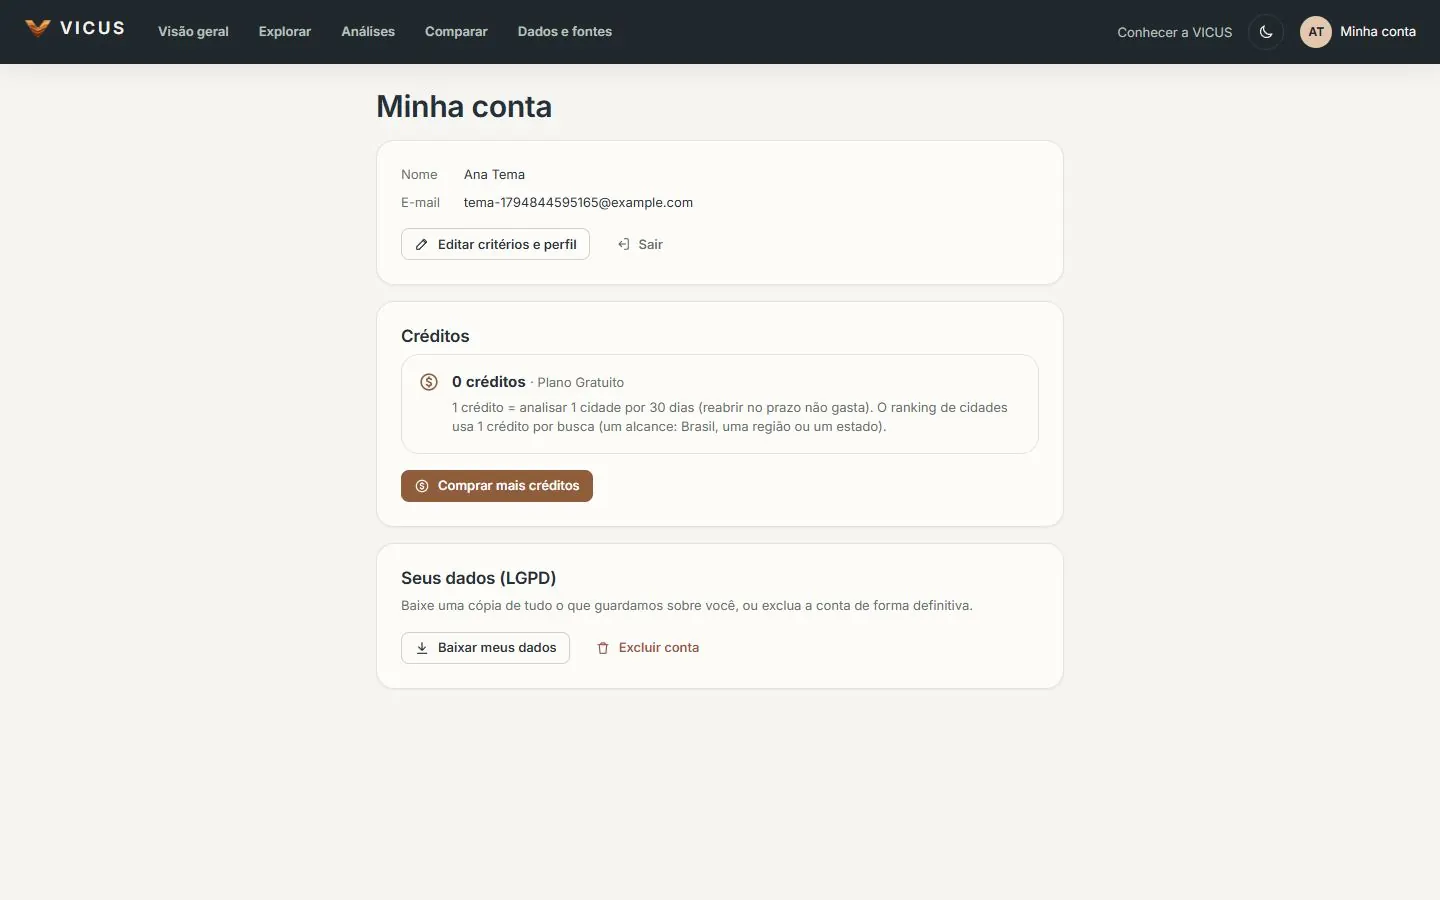 VICUS
Visão geral
Explorar
Análises
Comparar
Dados e fontes
Conhecer a VICUS
AT
Minha conta
Minha conta
Nome Ana Tema
E-mail tema-1794844595165@example.com
Editar critérios e perfil
Sair
Créditos
0 créditos · Plano Gratuito
1 crédito = analisar 1 cidade por 30 dias (reabrir no prazo não gasta). O ranking de cidades
usa 1 crédito por busca (um alcance: Brasil, uma região ou um estado).
Comprar mais créditos
Seus dados (LGPD)
Baixe uma cópia de tudo o que guardamos sobre você, ou exclua a conta de forma definitiva.
Baixar meus dados
Excluir conta